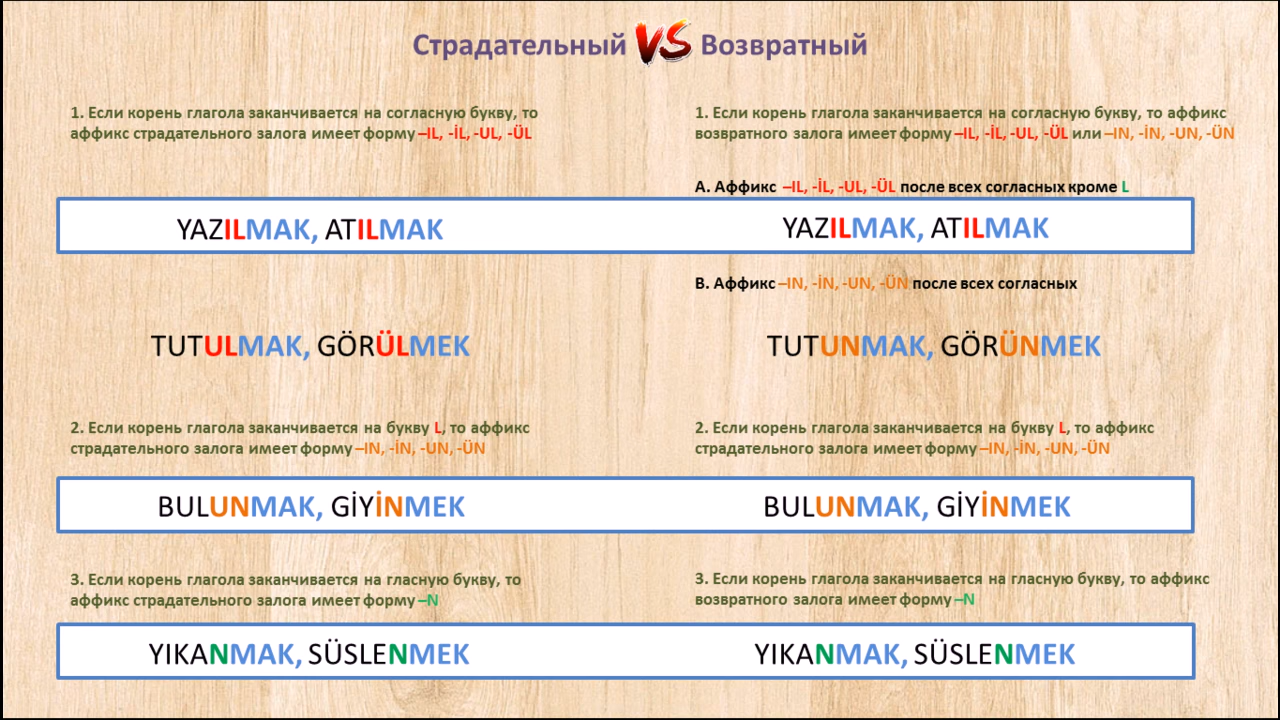 Страдательный VS Возвратный
1. Если корень глагола заканчивается на согласную букву, то
аффикс страдательного залога имеет форму –IL, -İL, -UL, -ÜL
YAZILMAK, ATILMAK
TUTULMAK, GÖRÜLMEK
2. Если корень глагола заканчивается на букву L, то аффикс
страдательного залога имеет форму –IN, -İN, -UN, -ÜN
BULUNMAK, GİYİNMEK
3. Если корень глагола заканчивается на гласную букву, то
аффикс страдательного залога имеет форму –N
YIKANMAK, SÜSLENMEK
1. Если корень глагола заканчивается на согласную букву, то аффикс
возвратного залога имеет форму –IL, -İL, -UL, -ÜL или –IN, -İN, -UN, -ÜN
A. Аффикс –IL, -İL, -UL, -ÜL после всех согласных кроме L
YAZILMAK, ATILMAK
B. Аффикс –IN, -İN, -UN, -ÜN после всех согласных
TUTUNMAK, GÖRÜNMEK
2. Если корень глагола заканчивается на букву L, то аффикс
страдательного залога имеет форму –IN, -İN, -UN, -ÜN
BULUNMAK, GİYİNMEK
3. Если корень глагола заканчивается на гласную букву, то аффикс
возвратного залога имеет форму –N
YIKANMAK, SÜSLENMEK